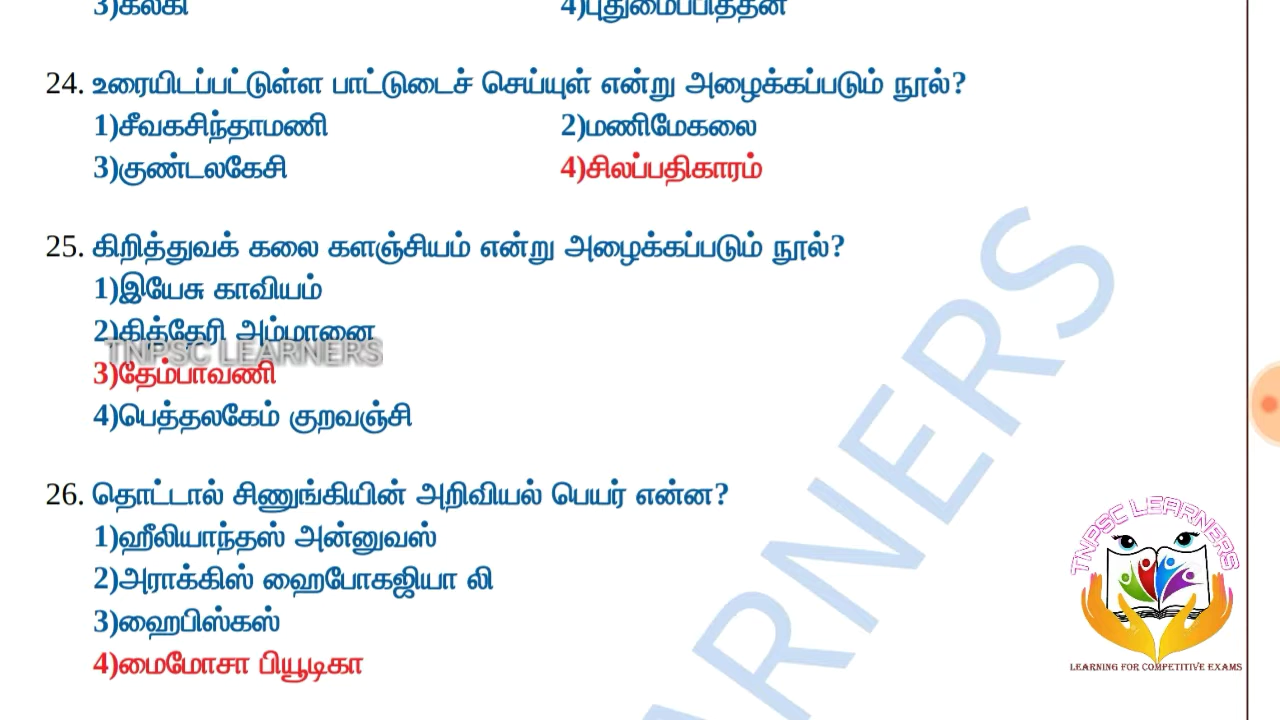 3)கல்கி 4)புதுமைப்பித்தன்
24. உரையிடப்பட்டுள்ள பாட்டுடைச் செய்யுள் என்று அழைக்கப்படும் நூல்?
1)சீவகசிந்தாமணி 2)மணிமேகலை
3)குண்டலகேசி 4)சிலப்பதிகாரம்
25. கிறித்துவக் கலை களஞ்சியம் என்று அழைக்கப்படும் நூல்?
1)இயேசு காவியம்
2)கித்தேரி அம்மானை
TNPSC LEARNERS
3)தேம்பாவணி
4)பெத்தலகேம் குறவஞ்சி
26. தொட்டால் சிணுங்கியின் அறிவியல் பெயர் என்ன?
1)ஹீலியாந்தஸ் அன்னுவஸ்
2)அராக்கிஸ் ஹைபோகஜியா லி
3)ஹைபிஸ்கஸ்
4)மைமோசா பியூடிகா
ARNERS
TNPSC LEARNERS
LEARNING FOR COMPETITIVE EXAMS